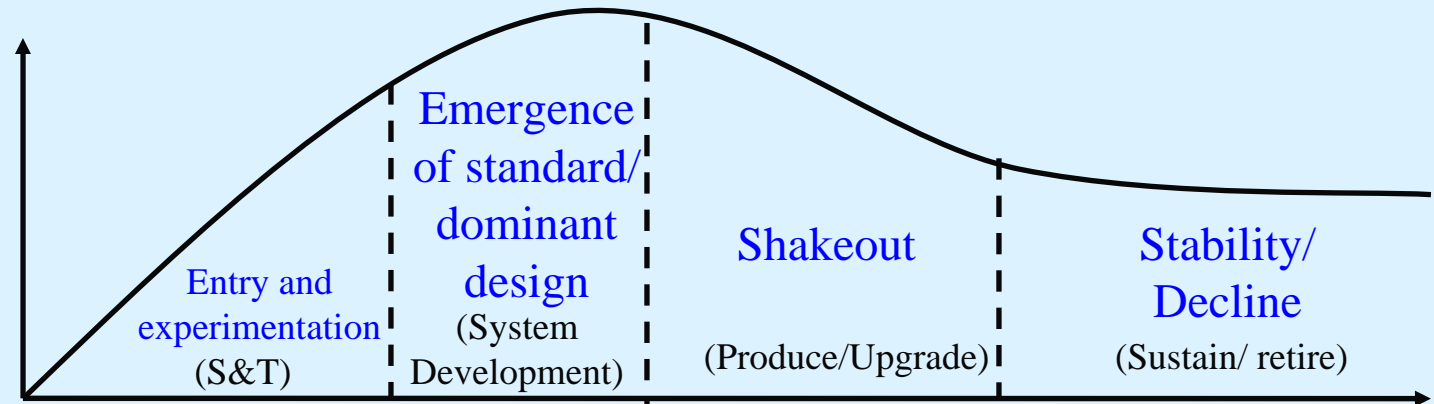 Entry and
experimentation
(S&T)
Emergence
of standard/
dominant
design
(System
Development)
Shakeout
(Produce/Upgrade)
Stability/
Decline
(Sustain/ retire)